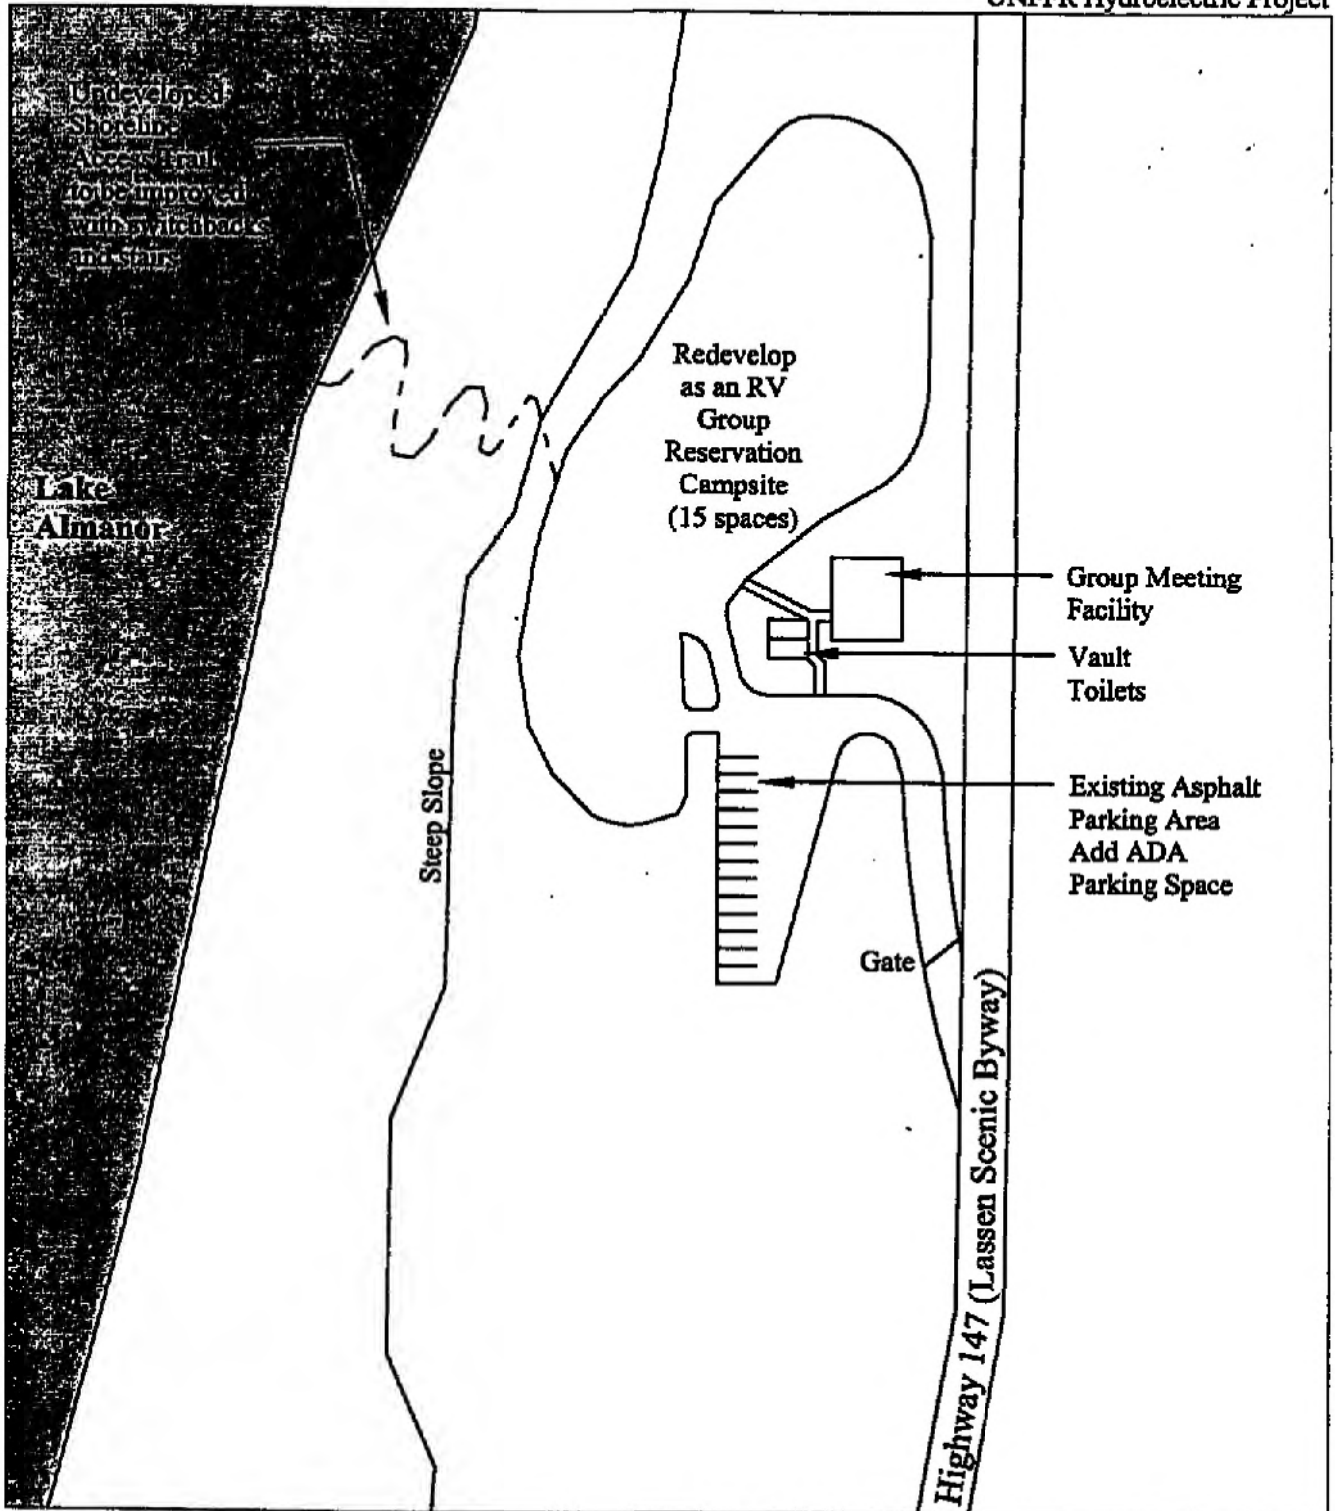 Hydroelectric Project
Undeveloped
Shoreline
Access Trail
to be improved
with switchbacks
and stairs
Lake
Almanor
Redevelop
as an RV
Group
Reservation
Campsite
(15 spaces)
Group Meeting
Facility
Vault
Toilets
Steep Slope
Existing Asphalt
Parking Area
Add ADA
Parking Space
Gate
Highway 147 (Lassen Scenic Byway)